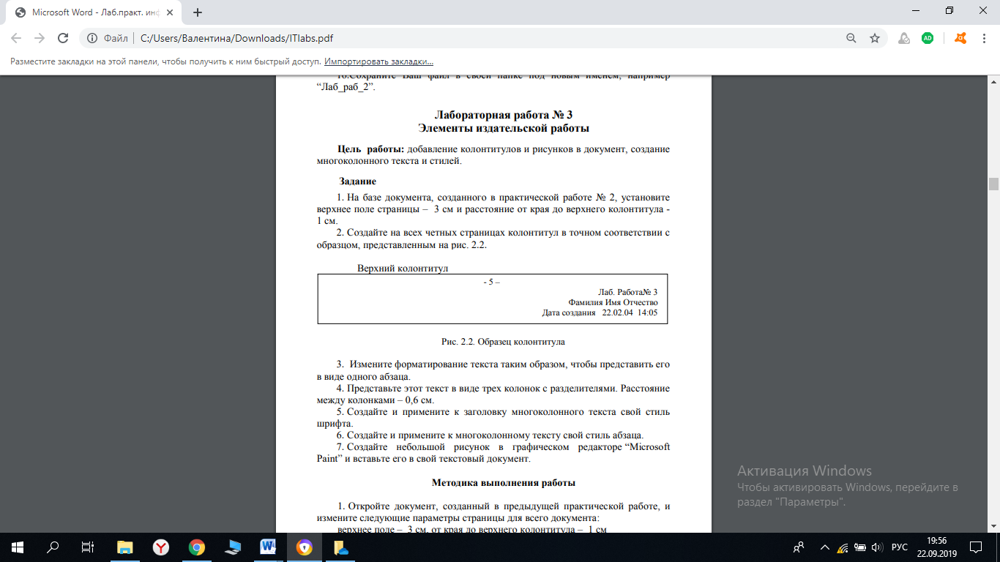 Microsoft Word - Лаб.практ. инф
Файл C:/Users/Валентина/Downloads/ITlabs.pdf
AD
Разместите закладки на этой панели, чтобы получить к ним быстрый доступ. Импортировать закладки...
16.Сохраните Ваш файл в своей папке под новым именем, например
“Лаб_раб_2”.
Лабораторная работа № 3
Элементы издательской работы
Цель работы: добавление колонтитулов и рисунков в документ, создание
многоколонного текста и стилей.
Задание
1. На базе документа, созданного в практической работе № 2, установите
верхнее поле страницы – 3 см и расстояние от края до верхнего колонтитула -
1 см.
2. Создайте на всех четных страницах колонтитул в точном соответствии с
образцом, представленным на рис. 2.2.
Верхний колонтитул
- 5 –
Лаб. Работа№ 3
Фамилия Имя Отчество
Дата создания 22.02.04 14:05
Рис. 2.2. Образец колонтитула
3. Измените форматирование текста таким образом, чтобы представить его
в виде одного абзаца.
4. Представьте этот текст в виде трех колонок с разделителями. Расстояние
между колонками – 0,6 см.
5. Создайте и примените к заголовку многоколонного текста свой стиль
шрифта.
6. Создайте и примените к многоколонному тексту свой стиль абзаца.
7. Создайте небольшой рисунок в графическом редакторе “Microsoft
Paint” и вставьте его в свой текстовый документ.
Методика выполнения работы
1. Откройте документ, созданный в предыдущей практической работе, и
измените следующие параметры страницы для всего документа:
верхнее поле – 3 см, от края до верхнего колонтитула – 1 см
Активация Windows
Чтобы активировать Windows, перейдите в
раздел "Параметры".
РУС
19:56
22.09.2019